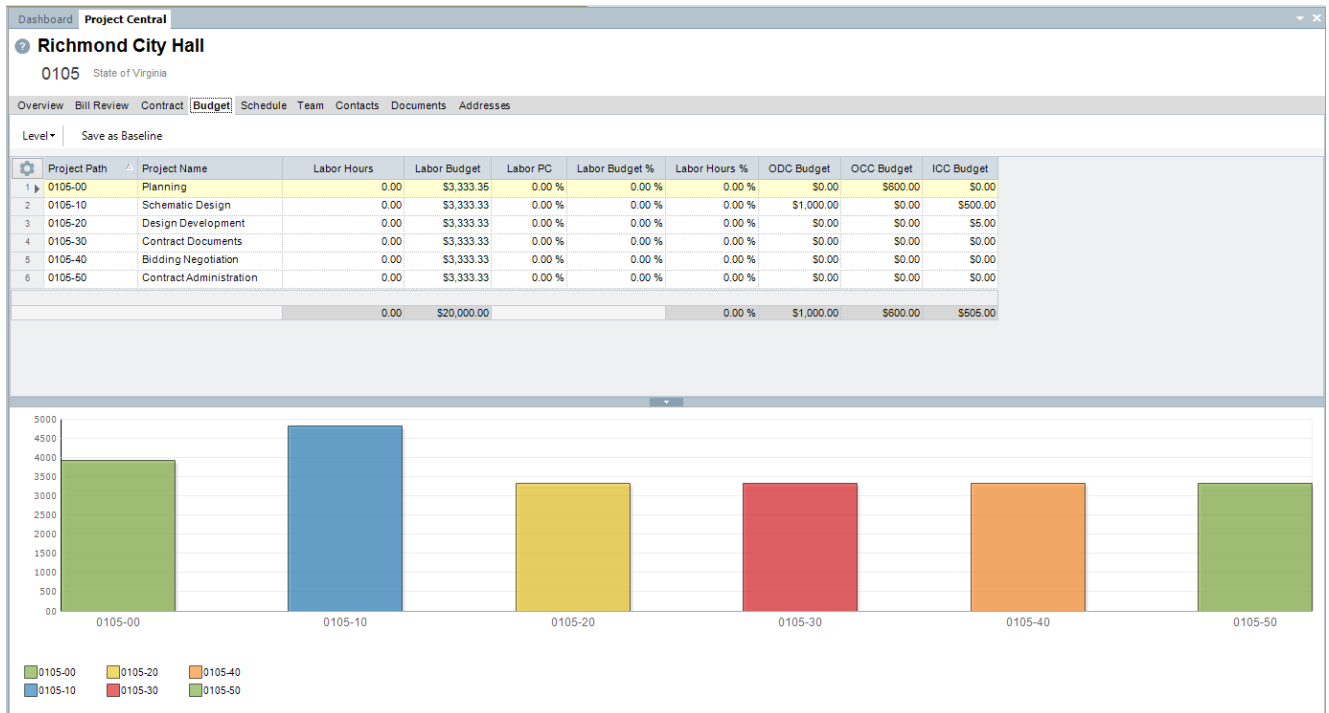 Dashboard Project Central
Richmond City Hall
0105 State of Virginia
Overview Bill Review Contract Budget Schedule Team Contacts Documents Addresses
Level Save as Baseline
Project Path Project Name Labor Hours Labor Budget Labor PC Labor Budget % Labor Hours % ODC Budget OCC Budget ICC Budget
1 0105-00 Planning 0.00 $3,333.35 0.00 % 0.00 % 0.00 % $0.00 $600.00 $0.00
2 0105-10 Schematic Design 0.00 $3,333.33 0.00 % 0.00 % 0.00 % $1,000.00 $0.00 $500.00
3 0105-20 Design Development 0.00 $3,333.33 0.00 % 0.00 % 0.00 % $0.00 $0.00 $5.00
4 0105-30 Contract Documents 0.00 $3,333.33 0.00 % 0.00 % 0.00 % $0.00 $0.00 $0.00
5 0105-40 Bidding Negotiation 0.00 $3,333.33 0.00 % 0.00 % 0.00 % $0.00 $0.00 $0.00
6 0105-50 Contract Administration 0.00 $3,333.33 0.00 % 0.00 % 0.00 % $0.00 $0.00 $0.00
0.00 $20,000.00 0.00 % $1,000.00 $600.00 $505.00
5000
4500
4000
3500
3000
2500
2000
1500
1000
500
00
0105-00 0105-10 0105-20 0105-30 0105-40 0105-50
0105-00 0105-20 0105-40
0105-10 0105-30 0105-50